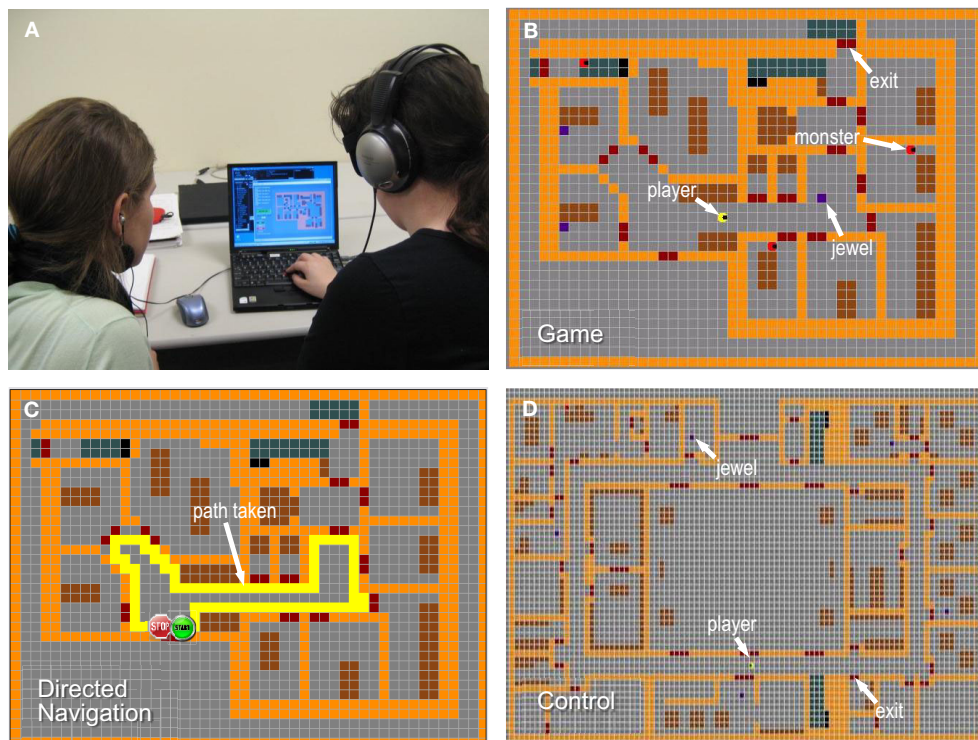 A
B
exit
monster
player
jewel
Game
C
path taken
STOP
START
Directed
Navigation
D
jewel
player
exit
Control